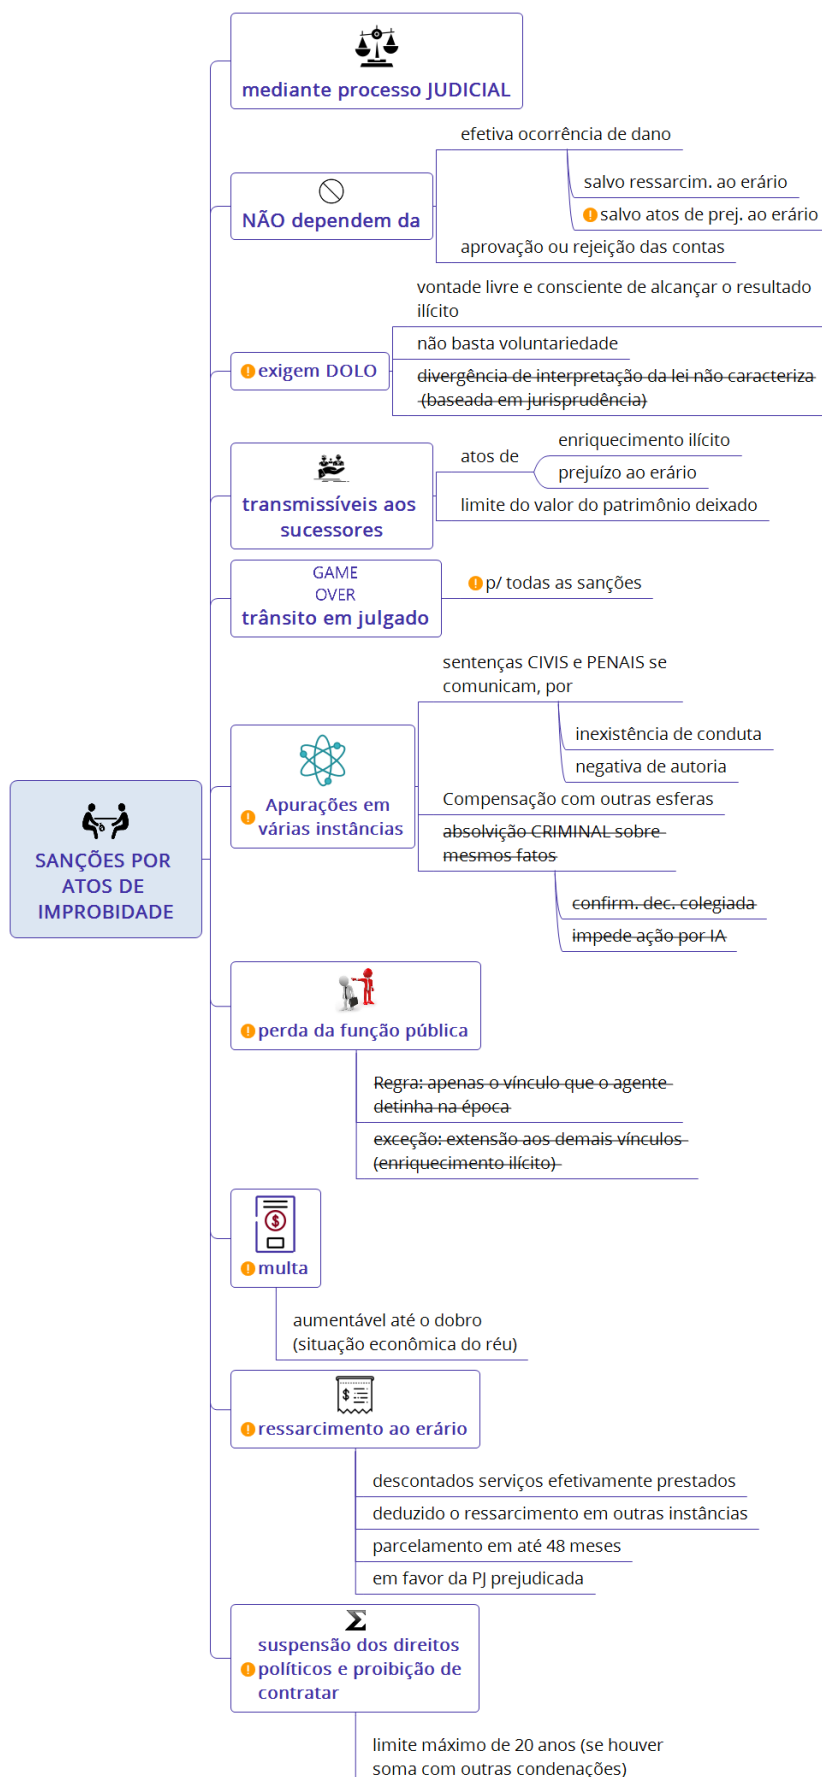 mediante processo JUDICIAL
efetiva ocorrência de dano
salvo ressarcim. ao erário
salvo atos de prej. ao erário
NÃO dependem da
aprovação ou rejeição das contas
vontade livre e consciente de alcançar o resultado
ilícito
não basta voluntariedade
exigem DOLO
divergência de interpretação da lei não caracteriza
(baseada em jurisprudência)
enriquecimento ilícito
atos de
prejuízo ao erário
transmissíveis aos
sucessores
limite do valor do patrimônio deixado
GAME
OVER
trânsito em julgado
p/ todas as sanções
sentenças CIVIS e PENAIS se
comunicam, por
inexistência de conduta
negativa de autoria
Apurações em
várias instâncias
Compensação com outras esferas
absolvição CRIMINAL sobre
mesmos fatos
confirm. dec. colegiada
impede ação por IA
SANÇÕES POR
ATOS DE
IMPROBIDADE
perda da função pública
Regra: apenas o vínculo que o agente
detinha na época
exceção: extensão aos demais vínculos
(enriquecimento ilícito)
$
multa
aumentável até o dobro
(situação econômica do réu)
$
ressarcimento ao erário
descontados serviços efetivamente prestados
deduzido o ressarcimento em outras instâncias
parcelamento em até 48 meses
em favor da PJ prejudicada
Σ
suspensão dos direitos
políticos e proibição de
contratar
limite máximo de 20 anos (se houver
soma com outras condenações)